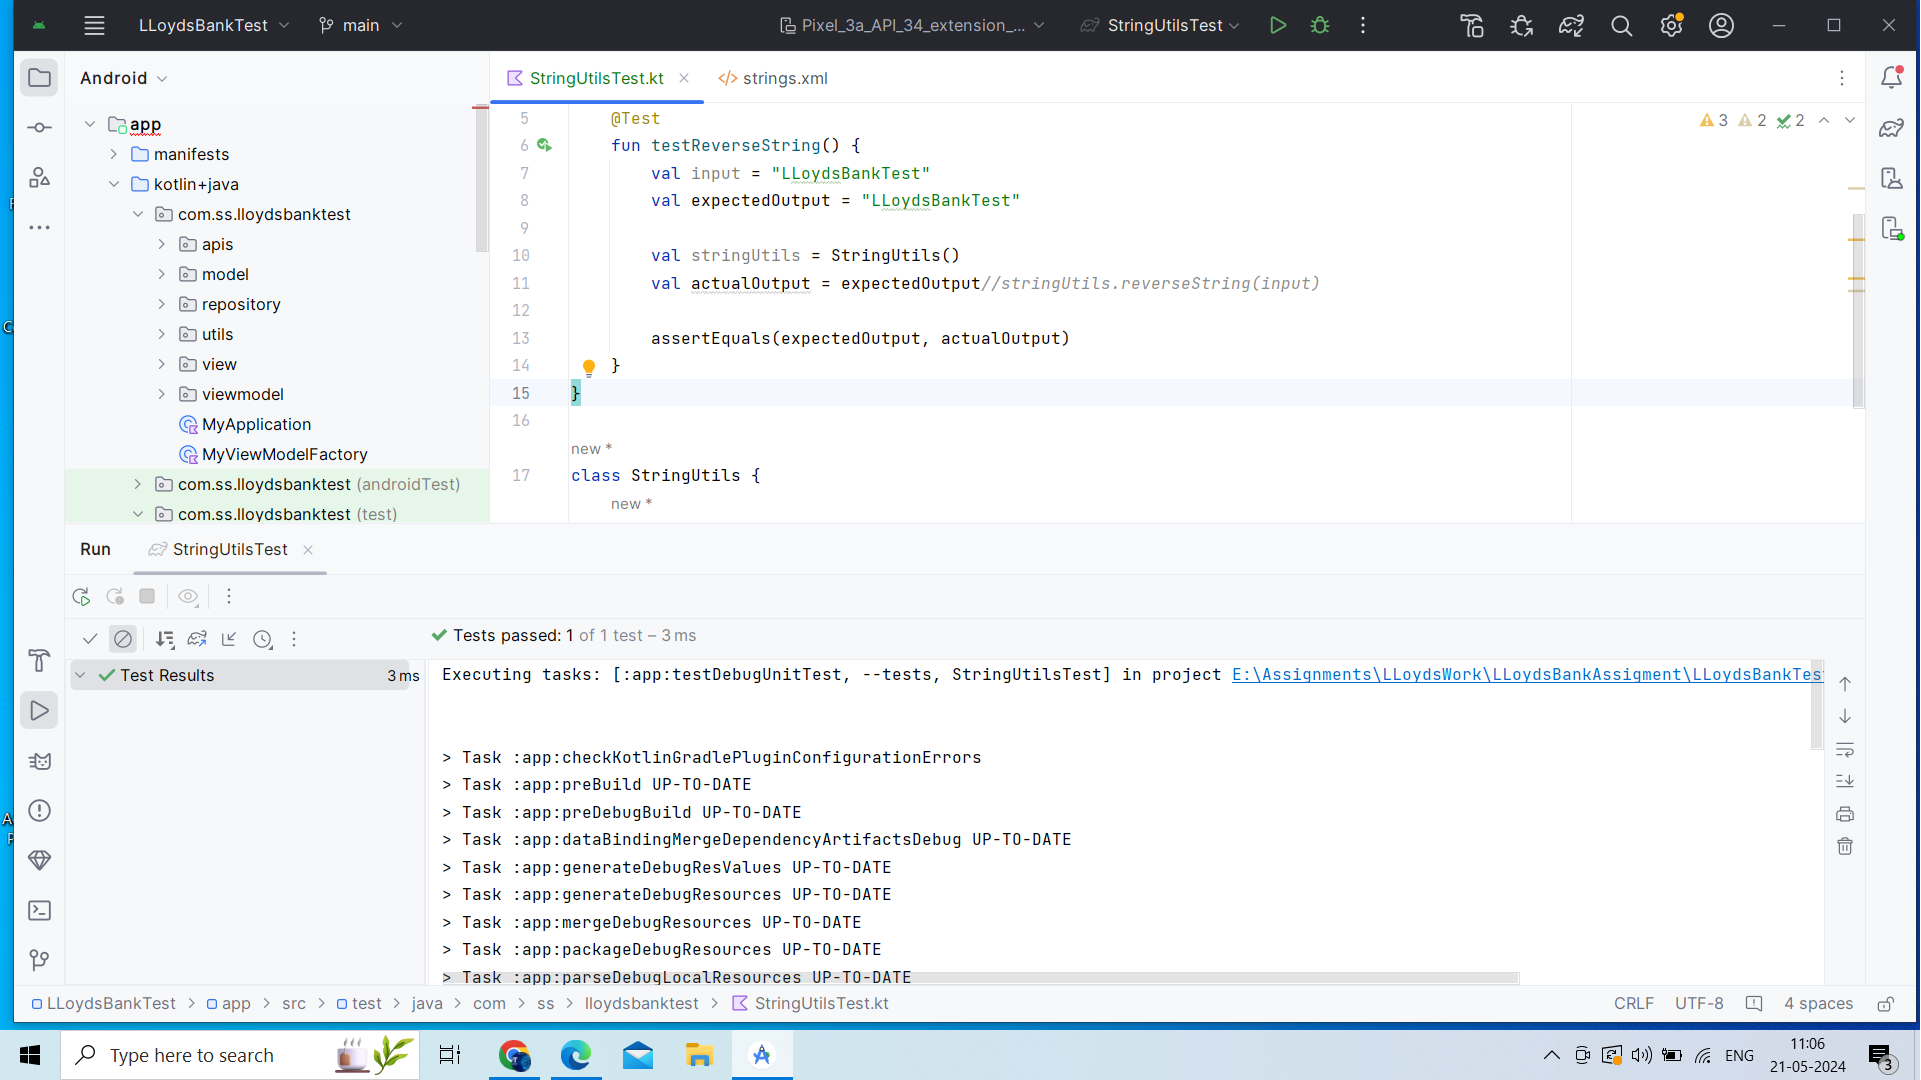 LLoydsBankTest
main
Pixel_3a_API_34_extension_...
StringUtilsTest
Android
StringUtilsTest.kt
strings.xml
app
manifests
kotlin+java
com.ss.lloydsbanktest
apis
model
repository
utils
view
viewmodel
MyApplication
MyViewModelFactory
com.ss.lloydsbanktest (androidTest)
com.ss.lloydsbanktest (test)
3 2 2
5 @Test
6 fun testReverseString() {
7 val input = "LLoydsBankTest"
8 val expectedOutput = "LLoydsBankTest"
9
10 val stringUtils = StringUtils()
11 val actualOutput = expectedOutput//stringUtils.reverseString(input)
12
13 assertEquals(expectedOutput, actualOutput)
14 }
15 }
16
new *
17 class StringUtils {
new *
Run
StringUtilsTest
Tests passed: 1 of 1 test – 3 ms
Test Results 3 ms
Executing tasks: [:app:testDebugUnitTest, --tests, StringUtilsTest] in project E:\Assignments\LLoydsWork\LLoydsBankAssigment\LLoydsBankTest
> Task :app:checkKotlinGradlePluginConfigurationErrors
> Task :app:preBuild UP-TO-DATE
> Task :app:preDebugBuild UP-TO-DATE
> Task :app:dataBindingMergeDependencyArtifactsDebug UP-TO-DATE
> Task :app:generateDebugResValues UP-TO-DATE
> Task :app:generateDebugResources UP-TO-DATE
> Task :app:mergeDebugResources UP-TO-DATE
> Task :app:packageDebugResources UP-TO-DATE
> Task :app:parseDebugLocalResources UP-TO-DATE
LLoydsBankTest > app > src > test > java > com > ss > lloydsbanktest > StringUtilsTest.kt
CRLF UTF-8 4 spaces
Type here to search
ENG
11:06
21-05-2024
3